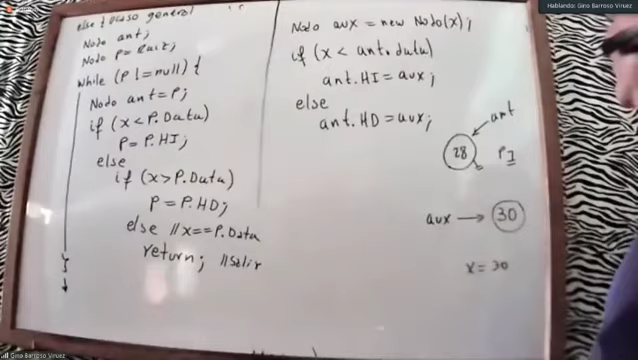 Hablando: Gino Barroso Viruez
else { //caso general
Nodo ant;
Nodo P = Raiz;
while (P != null) {
Nodo ant = P;
if (x < P.Data)
P = P.HI;
else
if (x > P.Data)
P = P.HD;
else // x == P.Data
return; // Salir
}
Nodo aux = new Nodo(x);
if (x < ant.data)
ant.HI = aux;
else
ant.HD = aux;
ant
28
aux
30
x = 30
Gino Barroso Viruez